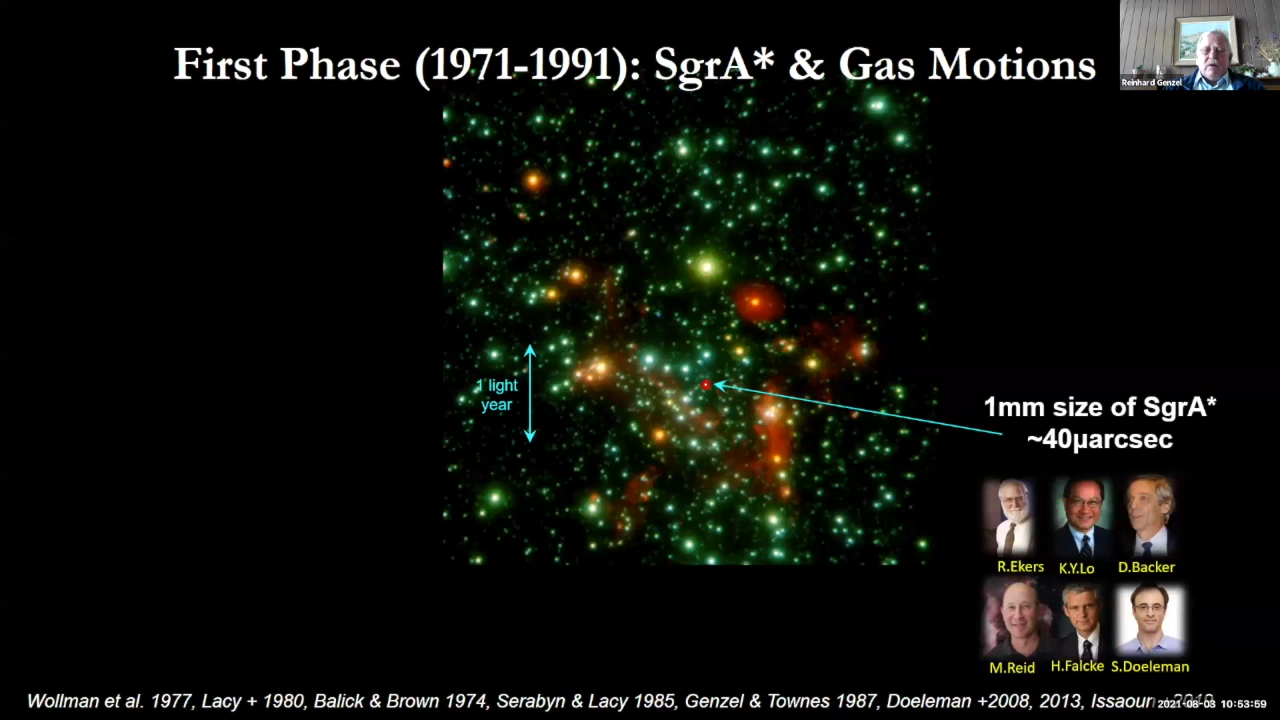 First Phase (1971-1991): SgrA* & Gas Motions
Reinhard Genzel
1 light
year
1mm size of SgrA*
~40µarcsec
R.Ekers K.Y.Lo D.Backer
M.Reid H.Falcke S.Doeleman
Wollman et al. 1977, Lacy + 1980, Balick & Brown 1974, Serabyn & Lacy 1985, Genzel & Townes 1987, Doeleman +2008, 2013, Issaoun
2021-08-03 10:53:59